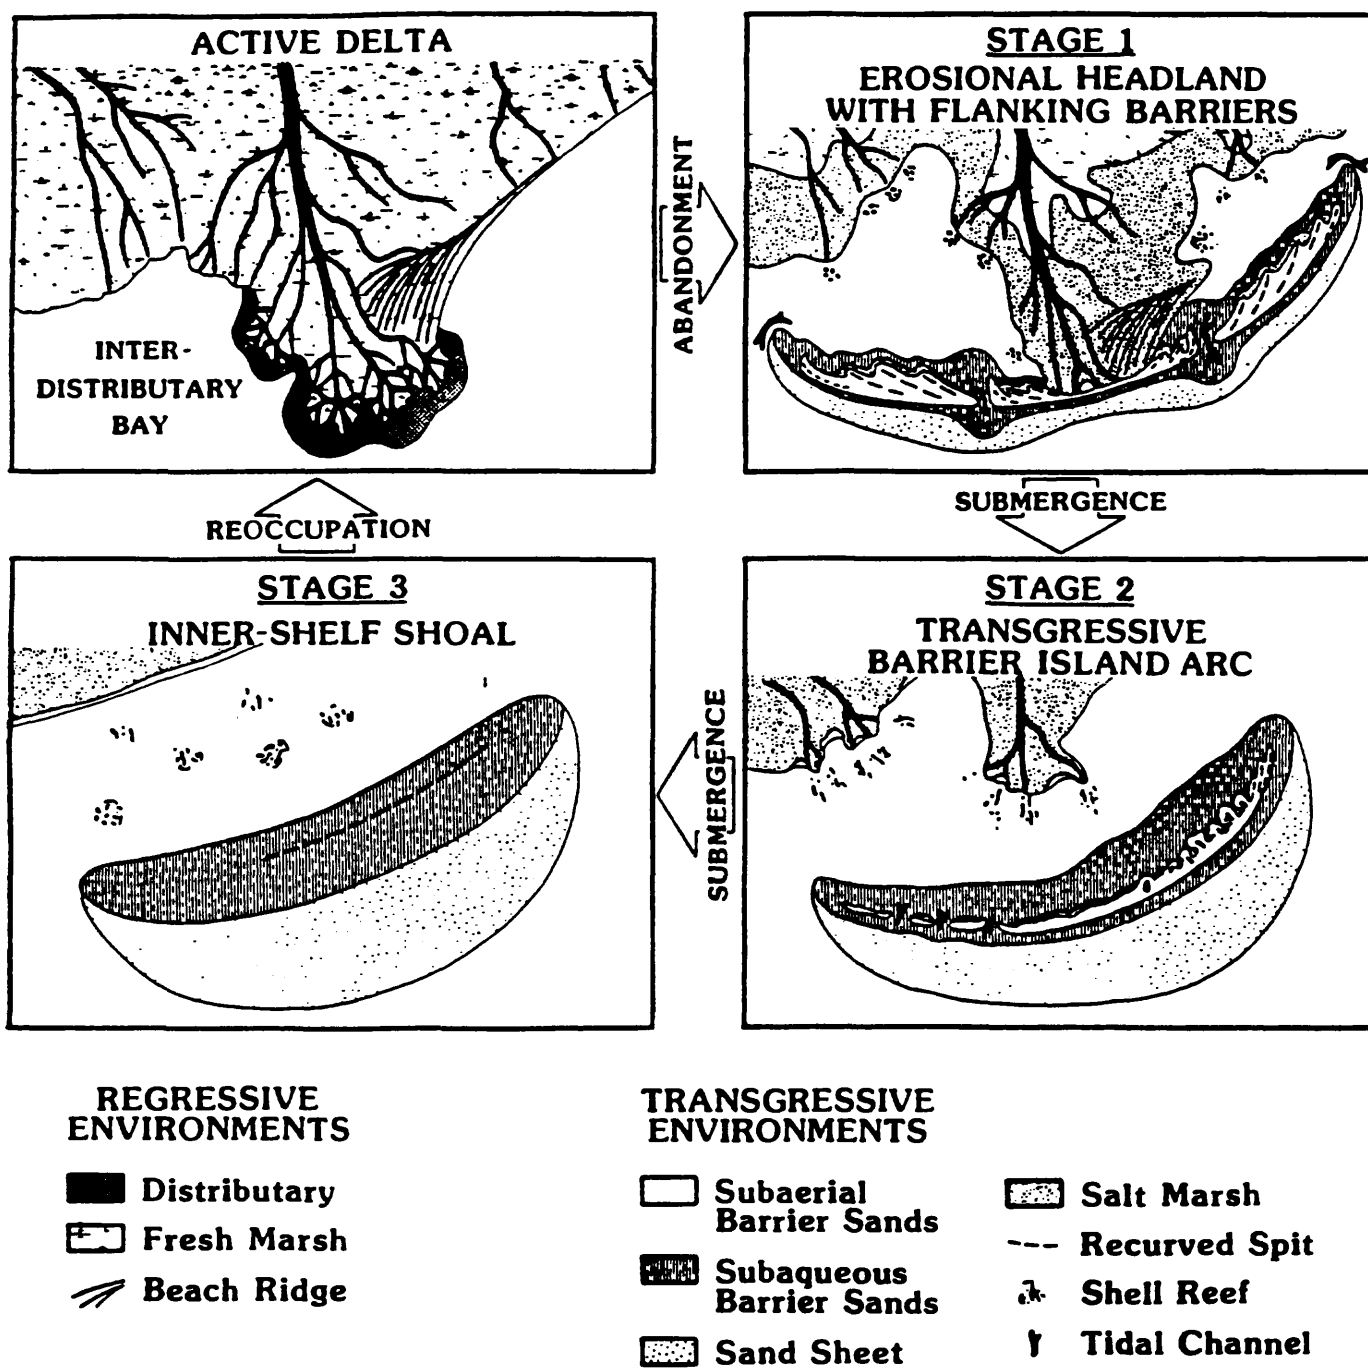 ACTIVE DELTA
INTER-
DISTRIBUTARY
BAY
ABANDONMENT
STAGE 1
EROSIONAL HEADLAND
WITH FLANKING BARRIERS
SUBMERGENCE
STAGE 2
TRANSGRESSIVE
BARRIER ISLAND ARC
SUBMERGENCE
STAGE 3
INNER-SHELF SHOAL
REOCCUPATION
REGRESSIVE
ENVIRONMENTS
Distributary
Fresh Marsh
Beach Ridge
TRANSGRESSIVE
ENVIRONMENTS
Subaerial
Barrier Sands
Subaqueous
Barrier Sands
Sand Sheet
Salt Marsh
Recurved Spit
Shell Reef
Tidal Channel